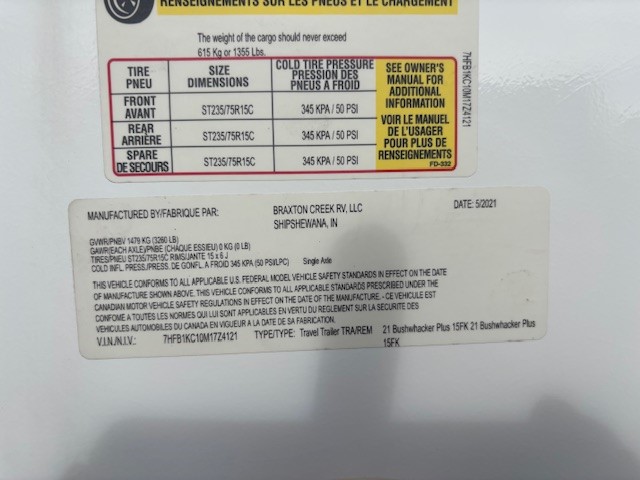 RENSEIGNEMENTS SUR LES PNEUS ET LE CHARGEMENT
The weight of the cargo should never exceed
615 Kg or 1355 Lbs.
TIRE
PNEU
SIZE
DIMENSIONS
COLD TIRE PRESSURE
PRESSION DES
PNEUS A FROID
FRONT
AVANT
ST235/75R15C
345 KPA / 50 PSI
REAR
ARRIÈRE
ST235/75R15C
345 KPA / 50 PSI
SPARE
DE SECOURS
ST235/75R15C
345 KPA / 50 PSI
SEE OWNER'S
MANUAL FOR
ADDITIONAL
INFORMATION
VOIR LE MANUEL
DE L'USAGER
POUR PLUS DE
RENSEIGNEMENTS
FD-332
7HFB1KC10M17Z4121
MANUFACTURED BY/FABRIQUE PAR:
BRAXTON CREEK RV, LLC
SHIPSHEWANA, IN
DATE: 5/2021
GVWR/PNBV 1479 KG (3260 LB)
GAWR/EACH AXLE)/PNBE (CHAQUE ESSIEU) 0 KG (0 LB)
TIRES/PNEU ST235/75R15C RIMS/JANTE 15 x 6 J
COLD INFL. PRESS/PRESS. DE GONFL. A FROID 345 KPA (50 PSI/LPC) Single Axle
THIS VEHICLE CONFORMS TO ALL APPLICABLE U.S. FEDERAL MODEL VEHICLE SAFETY STANDARDS IN EFFECT ON THE DATE
OF MANUFACTURE SHOWN ABOVE. THIS VEHICLE CONFORMS TO ALL APPLICABLE STANDARDS PRESCRIBED UNDER THE
CANADIAN MOTOR VEHICLE SAFETY REGULATIONS IN EFFECT ON THE DATE OF THE MANUFACTURE. - CE VEHICULE EST
CONFOME A TOUTES LES NORMES QUI LUI SONT APPLICABLES EN VERTU DU REGLEMENT SUR LA SECURITE DES
VEHICULES AUTOMOBILES DU CANADA EN VIGUEUR A LA DATE DE SA FABRICATION.
V.I.N./N.I.V.: 7HFB1KC10M17Z4121 TYPE/TYPE: Travel Trailer TRA/REM 21 Bushwhacker Plus 15FK 21 Bushwhacker Plus
15FK